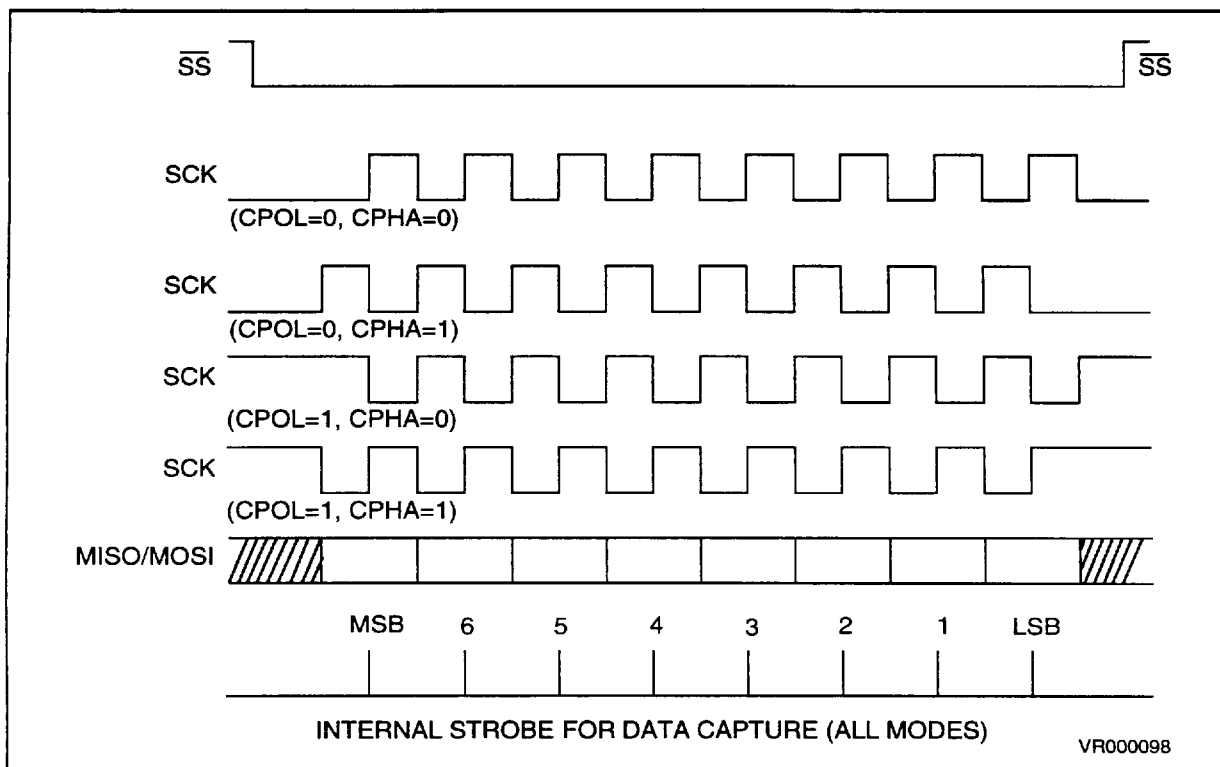 SS SS
SCK
(CPOL=0, CPHA=0)
SCK
(CPOL=0, CPHA=1)
SCK
(CPOL=1, CPHA=0)
SCK
(CPOL=1, CPHA=1)
MISO/MOSI
MSB 6 5 4 3 2 1 LSB
INTERNAL STROBE FOR DATA CAPTURE (ALL MODES)
VR000098